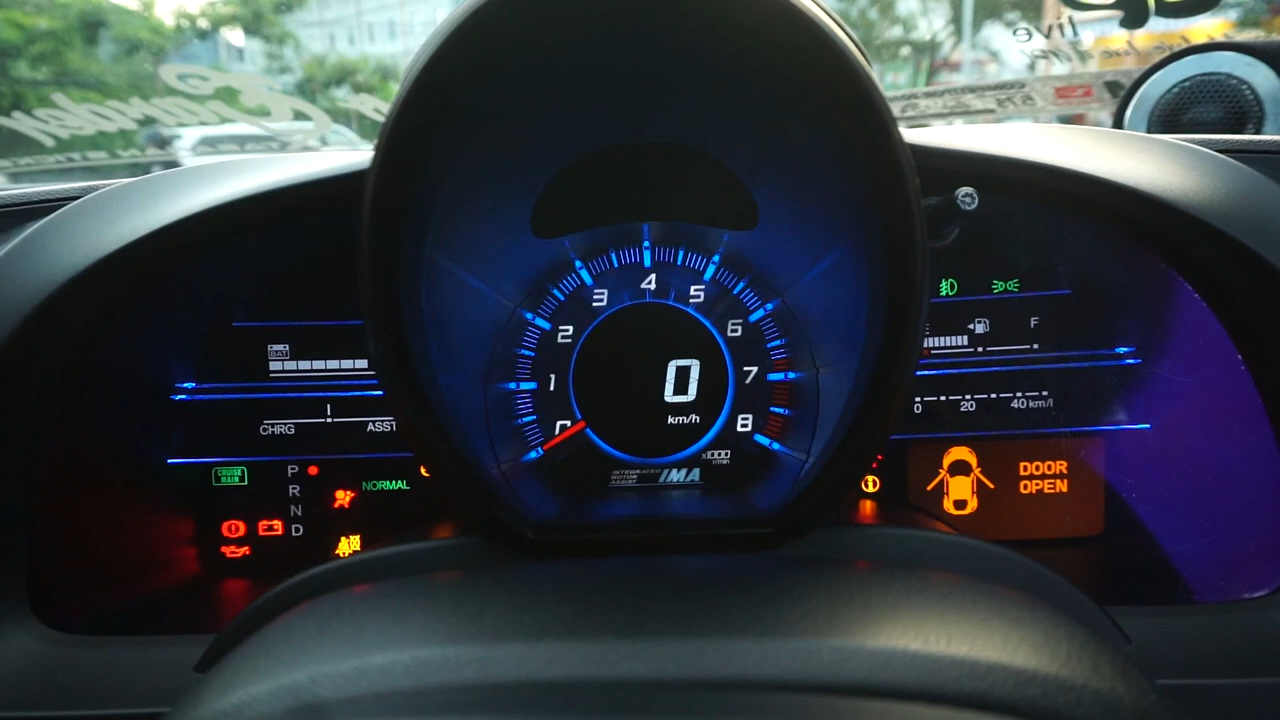 live
4
3
5
2
6
1
7
0
8
0
km/h
x1000
r/min
INTEGRATED
MOTOR
ASSIST
IMA
BAT
CHRG
ASST
CRUISE
MAIN
P
R
N
D
NORMAL
E
F
0
20
40 km/l
DOOR
OPEN